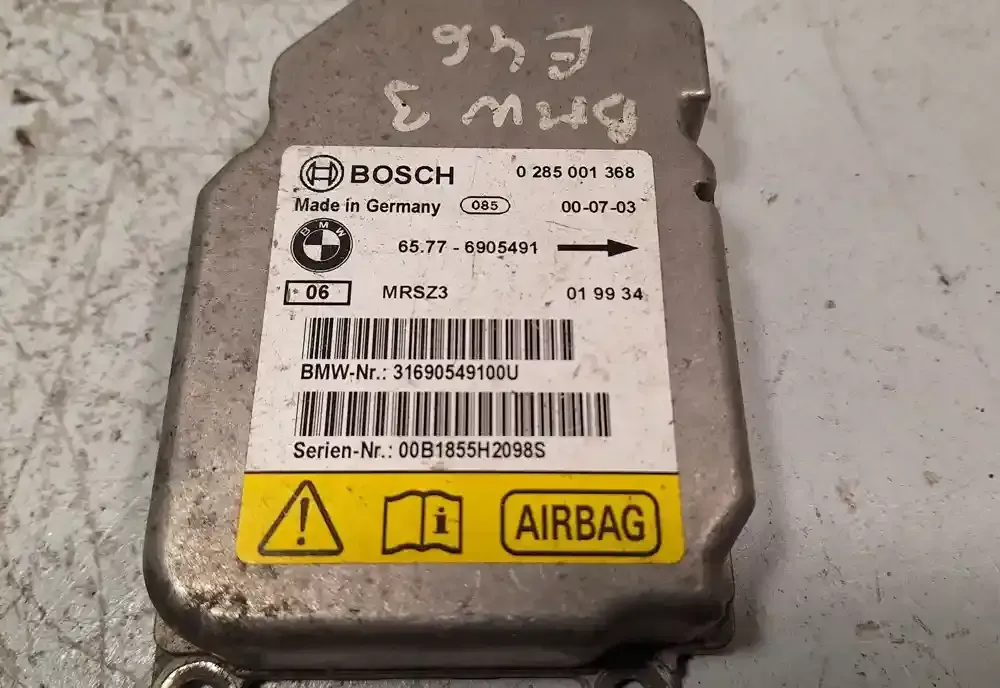 BMW 3
E46
BOSCH 0 285 001 368
Made in Germany 085 00-07-03
BMW
65.77 - 6905491
06 MRSZ3 01 99 34
BMW-Nr.: 31690549100U
Serien-Nr.: 00B1855H2098S
i AIRBAG